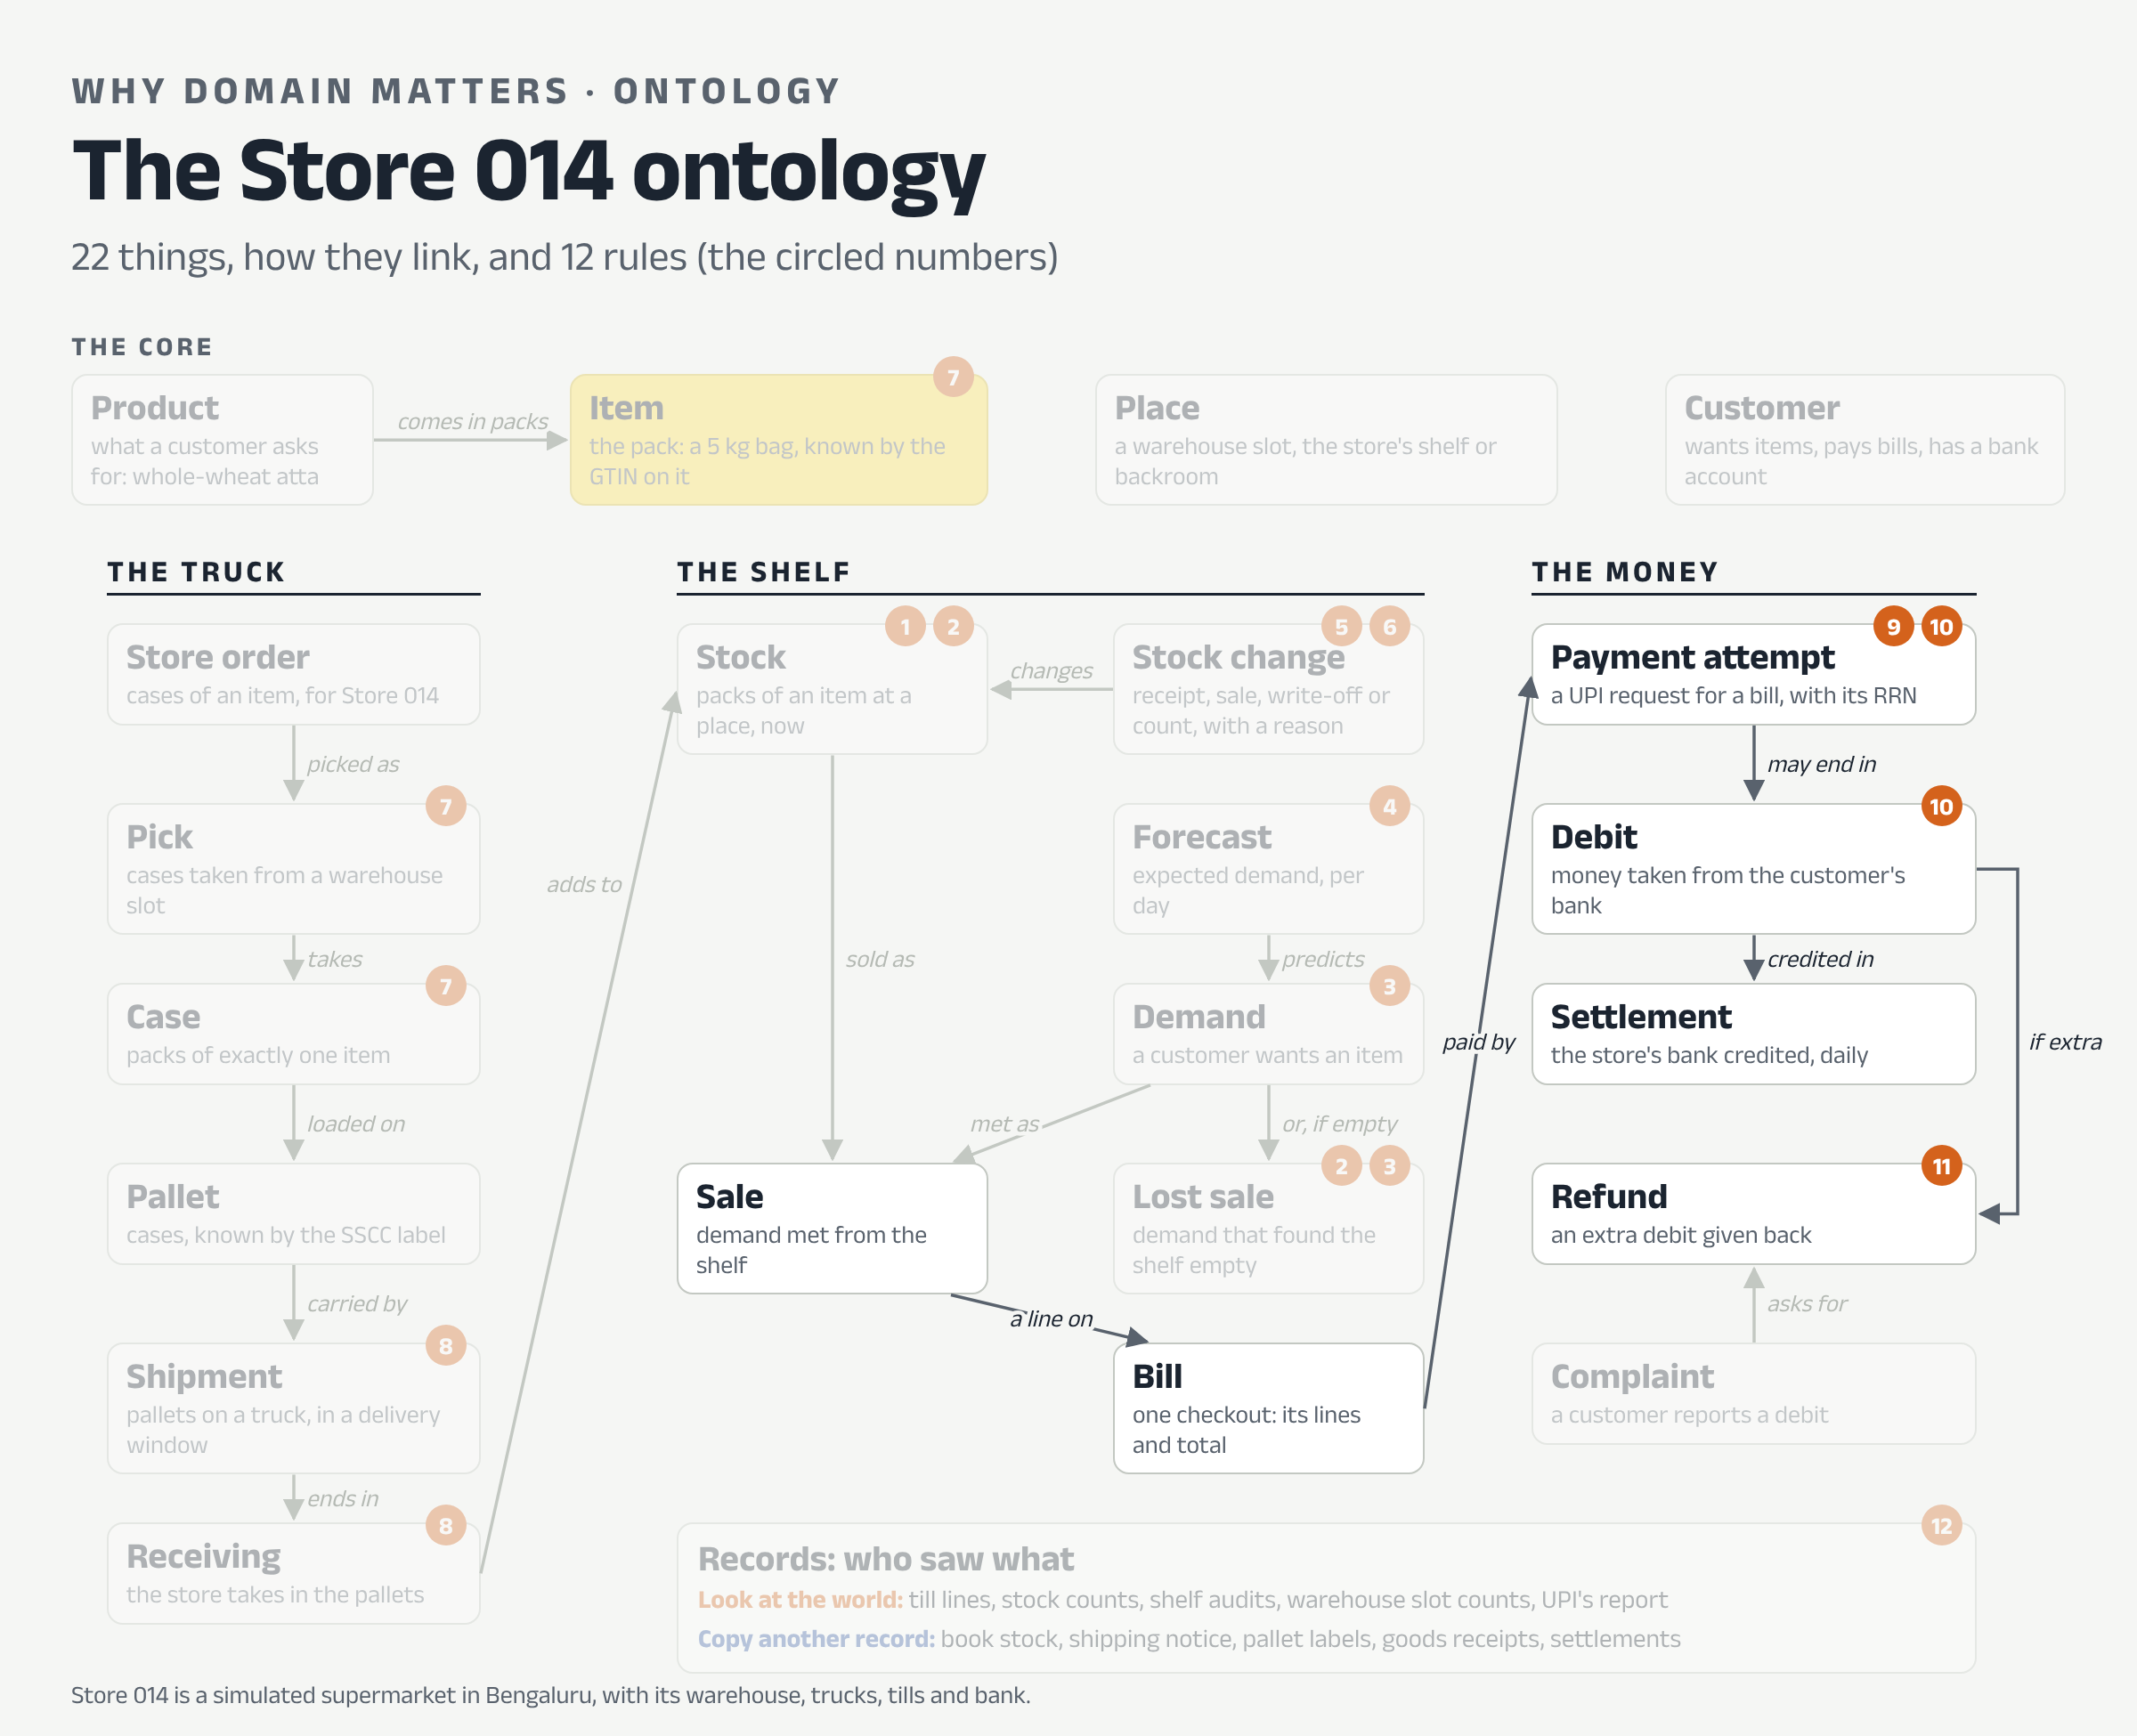 WHY DOMAIN MATTERS · ONTOLOGY
The Store 014 ontology
22 things, how they link, and 12 rules (the circled numbers)
THE CORE
Product
what a customer asks
for: whole-wheat atta
comes in packs
7
Item
the pack: a 5 kg bag, known by the
GTIN on it
Place
a warehouse slot, the store's shelf or
backroom
Customer
wants items, pays bills, has a bank
account
THE TRUCK
Store order
cases of an item, for Store 014
picked as
7
Pick
cases taken from a warehouse
slot
takes
7
Case
packs of exactly one item
loaded on
Pallet
cases, known by the SSCC label
carried by
8
Shipment
pallets on a truck, in a delivery
window
ends in
8
Receiving
the store takes in the pallets
adds to
THE SHELF
1 2
Stock
packs of an item at a
place, now
changes
5 6
Stock change
receipt, sale, write-off or
count, with a reason
sold as
4
Forecast
expected demand, per
day
predicts
3
Demand
a customer wants an item
met as
or, if empty
Sale
demand met from the
shelf
2 3
Lost sale
demand that found the
shelf empty
a line on
Bill
one checkout: its lines
and total
paid by
THE MONEY
9 10
Payment attempt
a UPI request for a bill, with its RRN
may end in
10
Debit
money taken from the customer's
bank
credited in
Settlement
the store's bank credited, daily
if extra
11
Refund
an extra debit given back
asks for
Complaint
a customer reports a debit
12
Records: who saw what
Look at the world: till lines, stock counts, shelf audits, warehouse slot counts, UPI's report
Copy another record: book stock, shipping notice, pallet labels, goods receipts, settlements
Store 014 is a simulated supermarket in Bengaluru, with its warehouse, trucks, tills and bank.